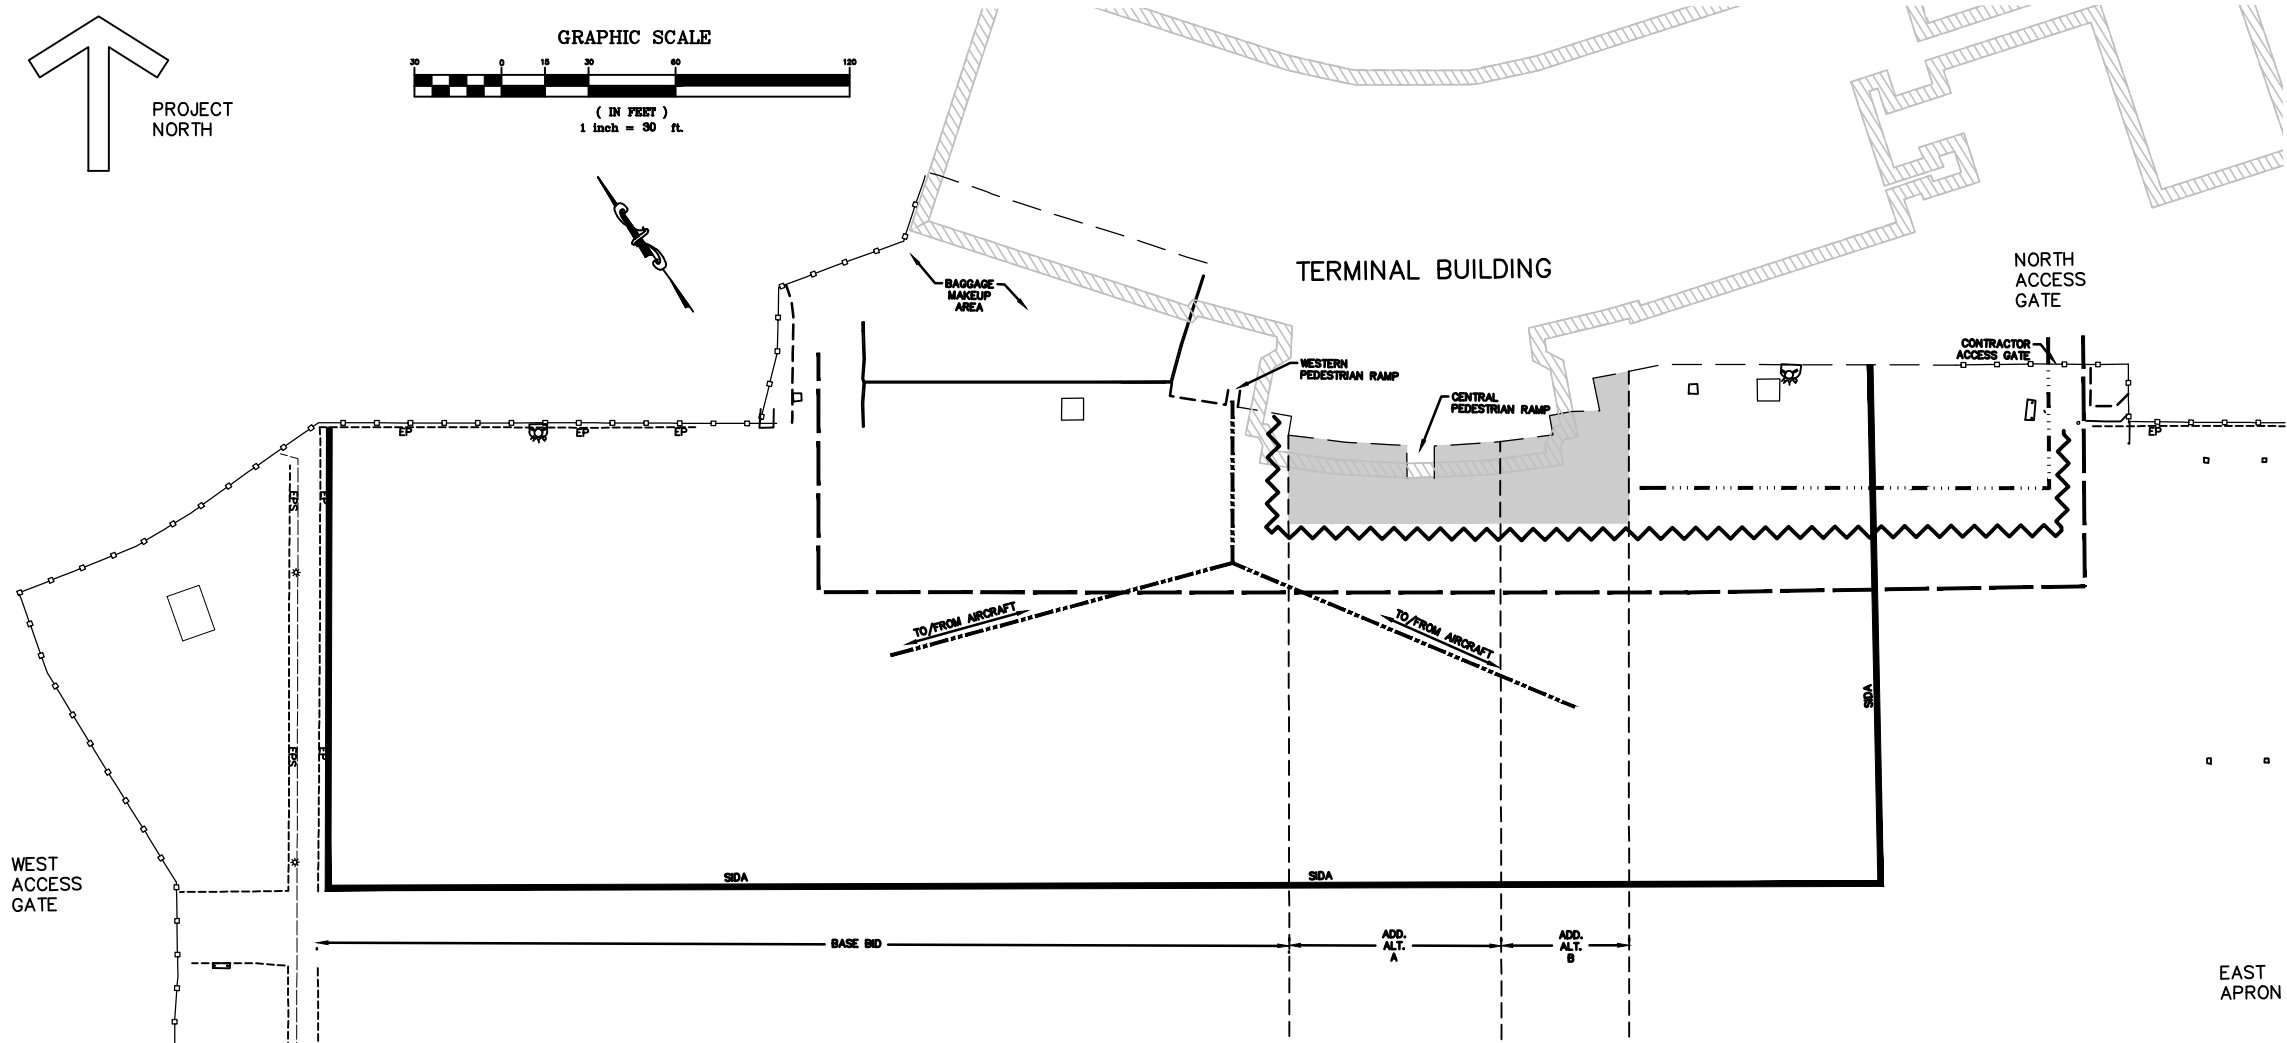 GRAPHIC SCALE
30 0 15 30 60 120
( IN FEET )
1 inch = 30 ft.
PROJECT
NORTH
TERMINAL BUILDING
BAGGAGE
MAKEUP
AREA
NORTH
ACCESS
GATE
CONTRACTOR
ACCESS GATE
WESTERN
PEDESTRIAN RAMP
CENTRAL
PEDESTRIAN RAMP
EP
EP
EP
EP
EPS
EP
TO/FROM AIRCRAFT
TO/FROM AIRCRAFT
SIDA
EPS
EP
WEST
ACCESS
GATE
SIDA
SIDA
BASE BID
ADD.
ALT.
A
ADD.
ALT.
B
EAST
APRON